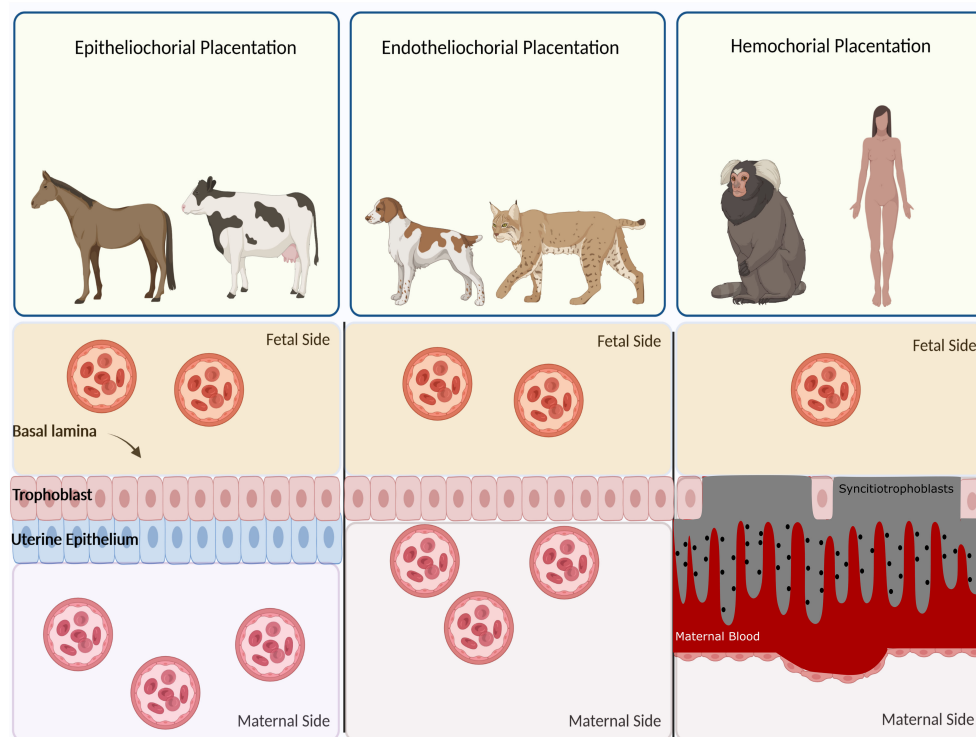 Epitheliochorial Placentation
Endotheliochorial Placentation
Hemochorial Placentation
Fetal Side
Fetal Side
Fetal Side
Basal lamina
Trophoblast
Syncitiotrophoblasts
Uterine Epithelium
Maternal Blood
Maternal Side
Maternal Side
Maternal Side